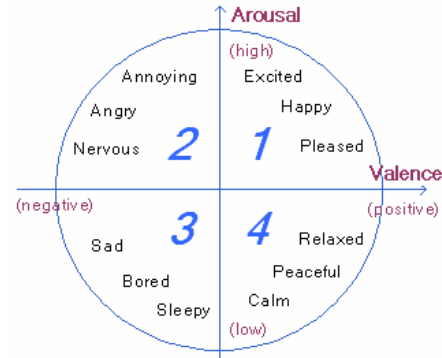 Arousal
(high)
Annoying
Excited
Angry
Happy
Nervous
2
1
Pleased
Valence
(negative)
(positive)
3
4
Sad
Relaxed
Bored
Peaceful
Sleepy
Calm
(low)